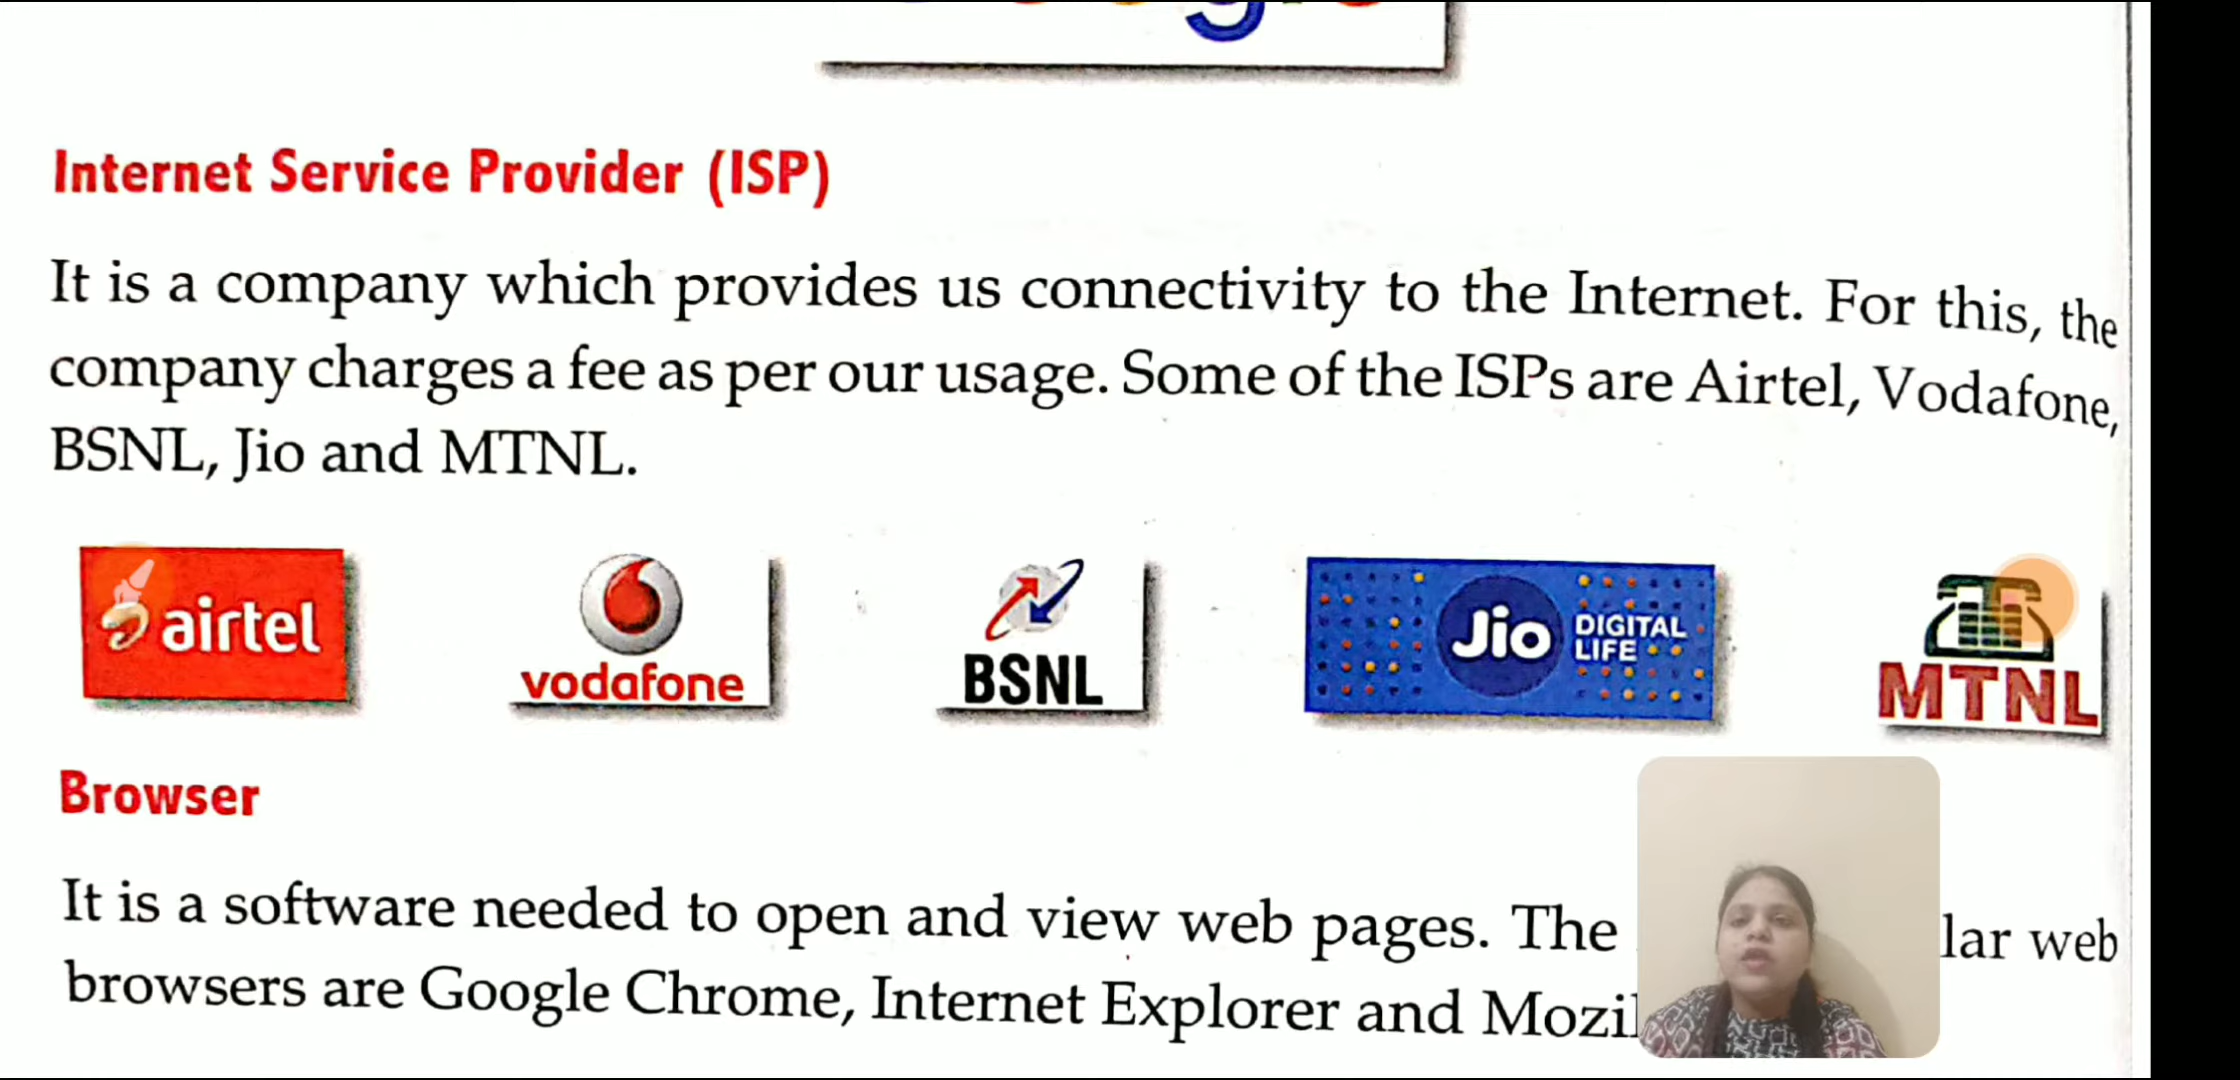 Internet Service Provider (ISP)
It is a company which provides us connectivity to the Internet. For this, the
company charges a fee as per our usage. Some of the ISPs are Airtel, Vodafone,
BSNL, Jio and MTNL.
airtel
vodafone
BSNL
Jio DIGITAL
LIFE
MTNL
Browser
It is a software needed to open and view web pages. The web
browsers are Google Chrome, Internet Explorer and